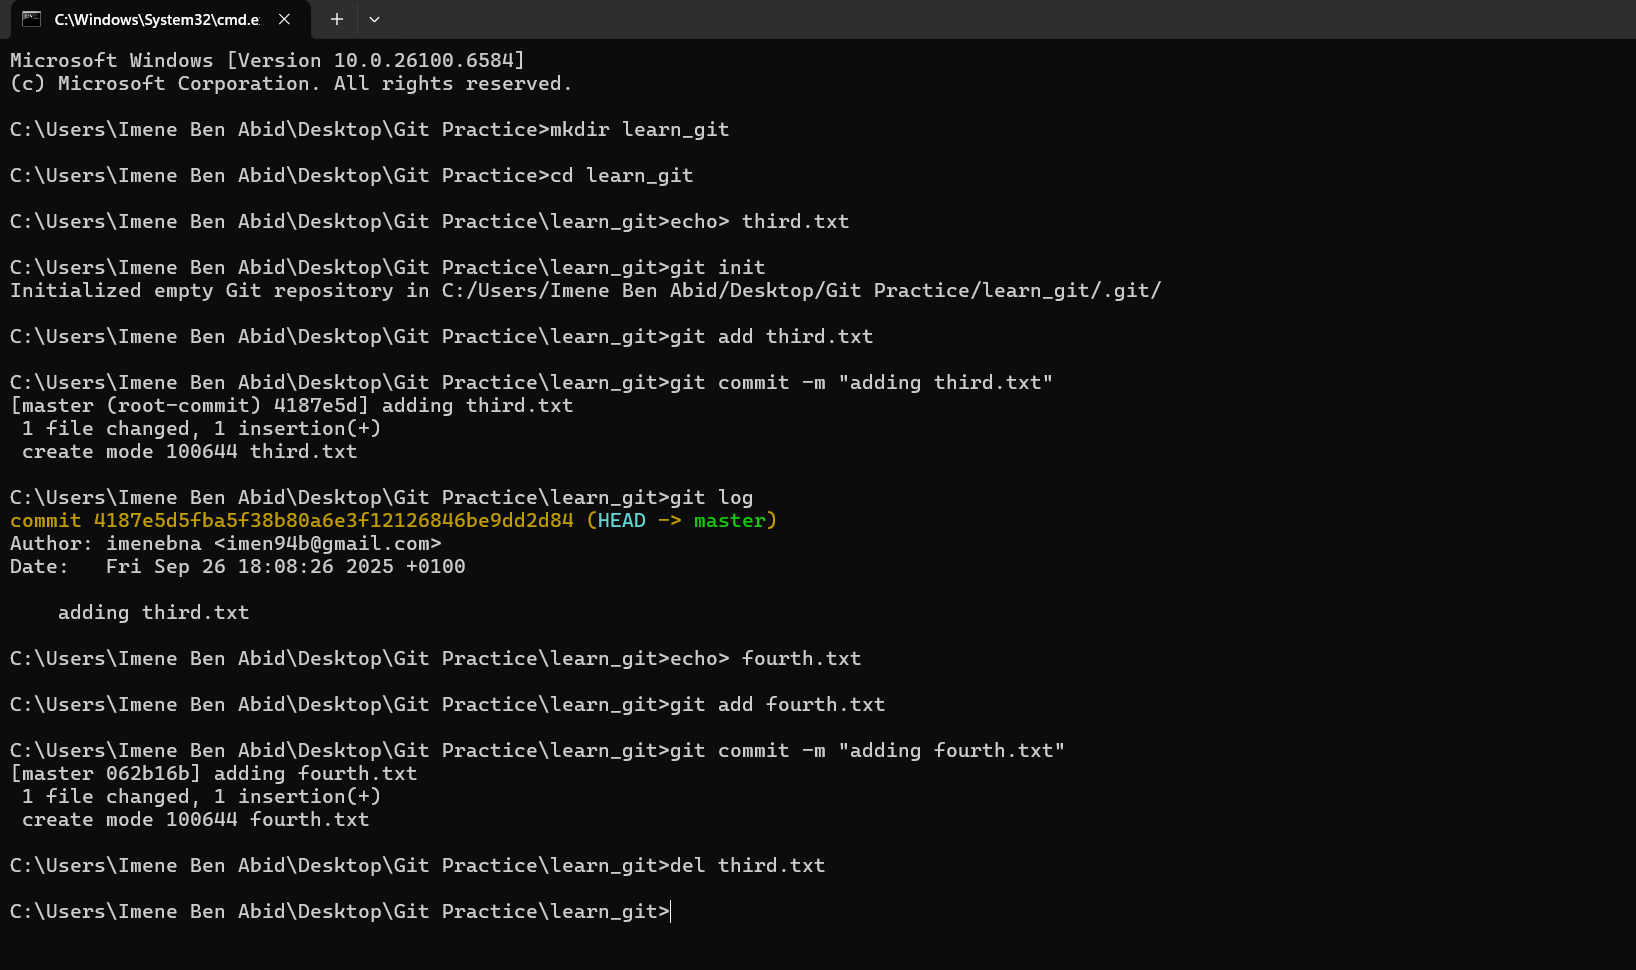 C:\Windows\System32\cmd.e
Microsoft Windows [Version 10.0.26100.6584]
(c) Microsoft Corporation. All rights reserved.
C:\Users\Imene Ben Abid\Desktop\Git Practice>mkdir learn_git
C:\Users\Imene Ben Abid\Desktop\Git Practice>cd learn_git
C:\Users\Imene Ben Abid\Desktop\Git Practice\learn_git>echo> third.txt
C:\Users\Imene Ben Abid\Desktop\Git Practice\learn_git>git init
Initialized empty Git repository in C:/Users/Imene Ben Abid/Desktop/Git Practice/learn_git/.git/
C:\Users\Imene Ben Abid\Desktop\Git Practice\learn_git>git add third.txt
C:\Users\Imene Ben Abid\Desktop\Git Practice\learn_git>git commit -m "adding third.txt"
[master (root-commit) 4187e5d] adding third.txt
 1 file changed, 1 insertion(+)
 create mode 100644 third.txt
C:\Users\Imene Ben Abid\Desktop\Git Practice\learn_git>git log
commit 4187e5d5fba5f38b80a6e3f12126846be9dd2d84 (HEAD -> master)
Author: imenebna <imen94b@gmail.com>
Date:   Fri Sep 26 18:08:26 2025 +0100
    adding third.txt
C:\Users\Imene Ben Abid\Desktop\Git Practice\learn_git>echo> fourth.txt
C:\Users\Imene Ben Abid\Desktop\Git Practice\learn_git>git add fourth.txt
C:\Users\Imene Ben Abid\Desktop\Git Practice\learn_git>git commit -m "adding fourth.txt"
[master 062b16b] adding fourth.txt
 1 file changed, 1 insertion(+)
 create mode 100644 fourth.txt
C:\Users\Imene Ben Abid\Desktop\Git Practice\learn_git>del third.txt
C:\Users\Imene Ben Abid\Desktop\Git Practice\learn_git>